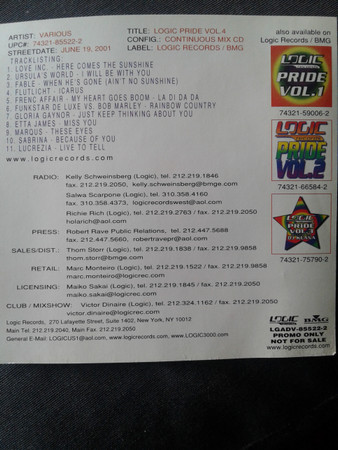 ARTIST: VARIOUS
UPC#: 74321-85522-2
STREETDATE: JUNE 19, 2001
TITLE: LOGIC PRIDE VOL.4
CONFIG.: CONTINUOUS MIX CD
LABEL: LOGIC RECORDS / BMG
TRACKLISTING:
1. LOVE INC. - HERE COMES THE SUNSHINE
2. URSULA'S WORLD - I WILL BE WITH YOU
3. FABLE - WHEN HE'S GONE (AIN'T NO SUNSHINE)
4. FLUTLICHT - ICARUS
5. FRENC AFFAIR - MY HEART GOES BOOM - LA DI DA DA
6. FUNKSTAR DE LUXE VS. BOB MARLEY - RAINBOW COUNTRY
7. GLORIA GAYNOR - JUST KEEP THINKING ABOUT YOU
8. ETTA JAMES - MISS YOU
9. MARQUS - THESE EYES
10. SABRINA - BECAUSE OF YOU
11. LUCREZIA - LIVE TO TELL
www.logicrecords.com
RADIO: Kelly Schweinsberg (Logic), tel. 212.219.1846
fax. 212.219.2050, kelly.schweinsberg@bmge.com
Salwa Scarpone (Logic), tel. 310.358.4160
fax. 310.358.4373, logicrecordswest@aol.com
Richie Rich (Logic), tel. 212.219.2763 / fax. 212.219.2050
holarich@aol.com
PRESS: Robert Rave Public Relations, tel. 212.447.5688
fax. 212.447.5660, robertravepr@aol.com
SALES/DIST.: Thom Storr (Logic), tel. 212.219.1838 / fax. 212.219.9858
thom.storr@bmge.com
RETAIL: Marc Monteiro (Logic), tel. 212.219.1522 / fax. 212.219.9858
marc.monteiro@logicrec.com
LICENSING: Maiko Sakai (Logic), tel. 212.219.1845 / fax. 212.219.2050
maiko.sakai@logicrec.com
CLUB / MIXSHOW: Victor Dinaire (Logic), tel. 212.324.1162 / fax. 212.219.2050
victor.dinaire@logicrec.com
Logic Records, 270 Lafayette Street, Suite 1402, New York, NY 10012
Main Tel. 212.219.2040, Main Fax. 212.219.2050
General E-Mail: LOGICUS1@aol.com, www.logicrecords.com, www.LOGIC3000.com
also available on
Logic Records / BMG
LOGIC
PRIDE
VOL.1
74321-59006-2
LOGIC
PRIDE
VOL.2
74321-66584-2
LOGIC
PRIDE
VOL.3
74321-75790-2
LOGIC
BMG
LGADV-85522-2
PROMO ONLY
NOT FOR SALE
www.logicrecords.com